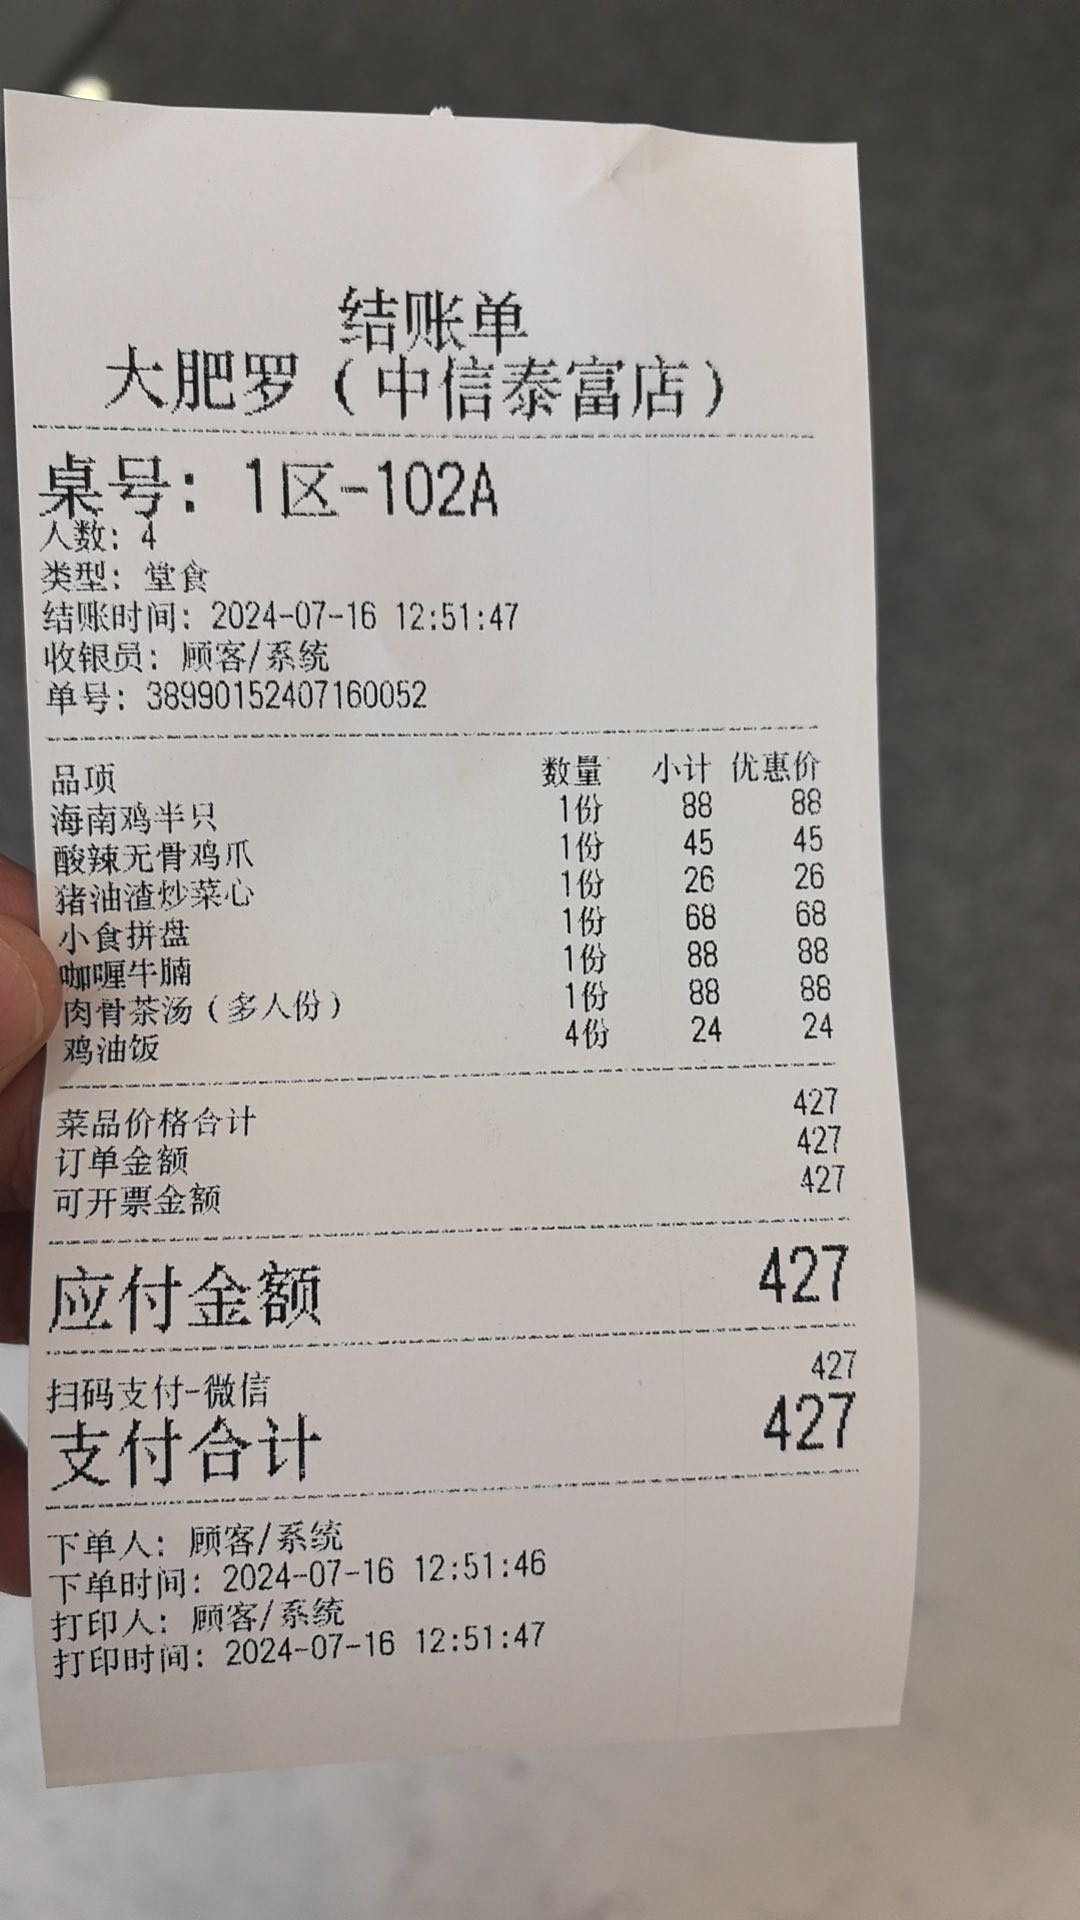 结账单
大肥罗（中信泰富店）
桌号：1区-102A
人数：4
类型：堂食
结账时间：2024-07-16 12:51:47
收银员：顾客/系统
单号：38990152407160052
品项 数量 小计 优惠价
海南鸡半只 1份 88 88
酸辣无骨鸡爪 1份 45 45
猪油渣炒菜心 1份 26 26
小食拼盘 1份 68 68
咖喱牛腩 1份 88 88
肉骨茶汤（多人份） 1份 88 88
鸡油饭 4份 24 24
菜品价格合计 427
订单金额 427
可开票金额 427
应付金额 427
扫码支付-微信 427
支付合计 427
下单人：顾客/系统
下单时间：2024-07-16 12:51:46
打印人：顾客/系统
打印时间：2024-07-16 12:51:47